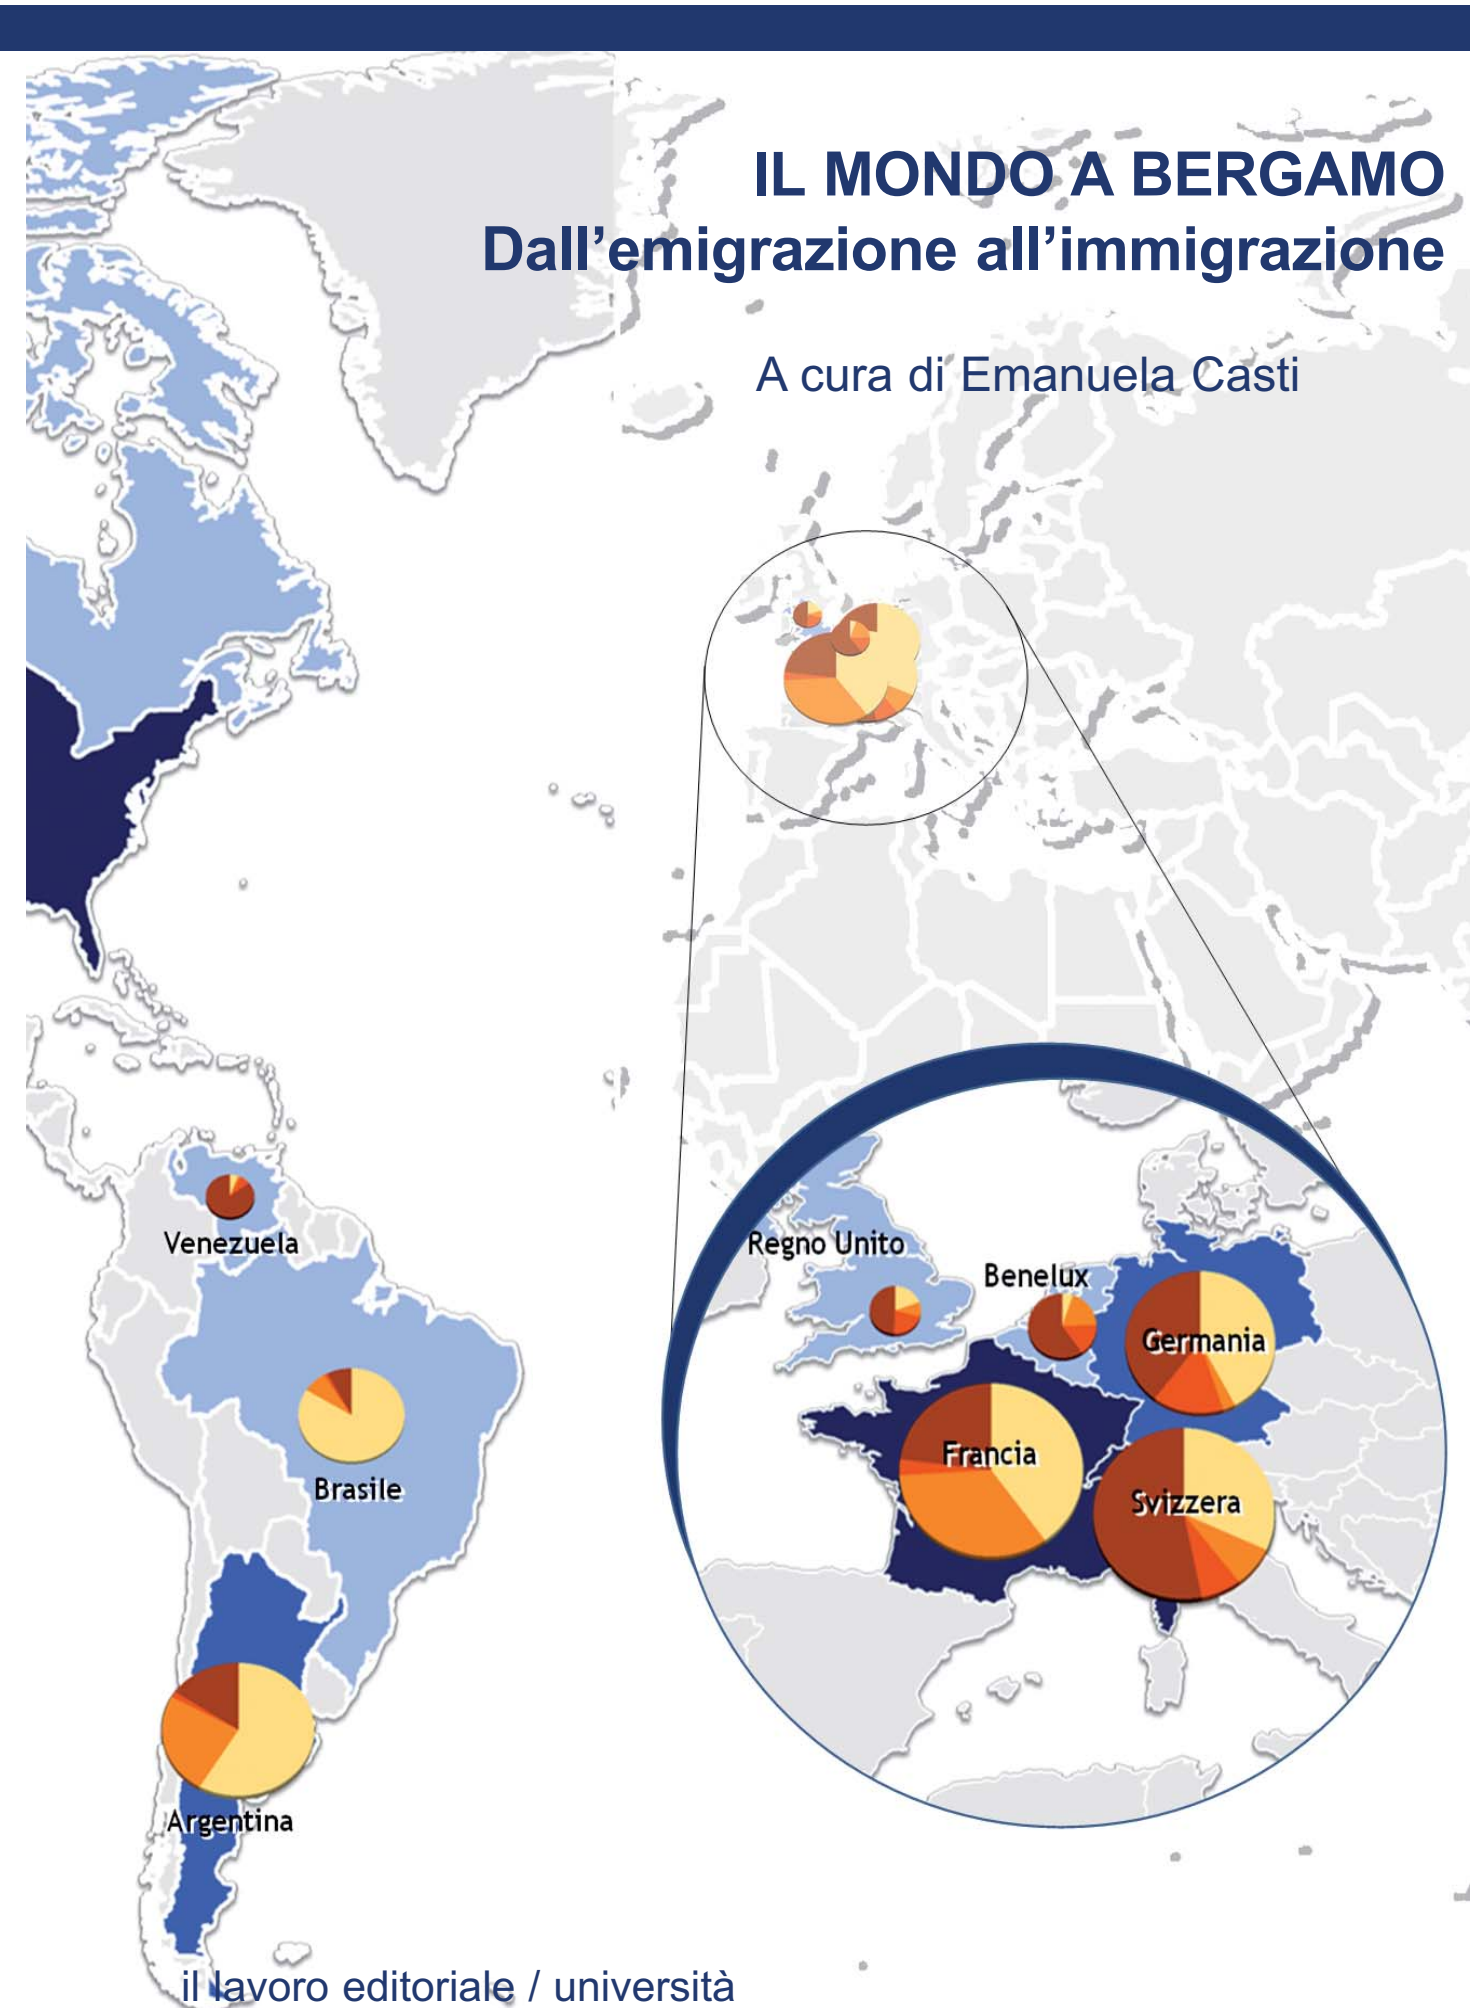 IL MONDO A BERGAMO
Dall’emigrazione all’immigrazione
A cura di Emanuela Casti
Venezuela
Brasile
Argentina
Regno Unito
Benelux
Germania
Francia
Svizzera
il lavoro editoriale / università